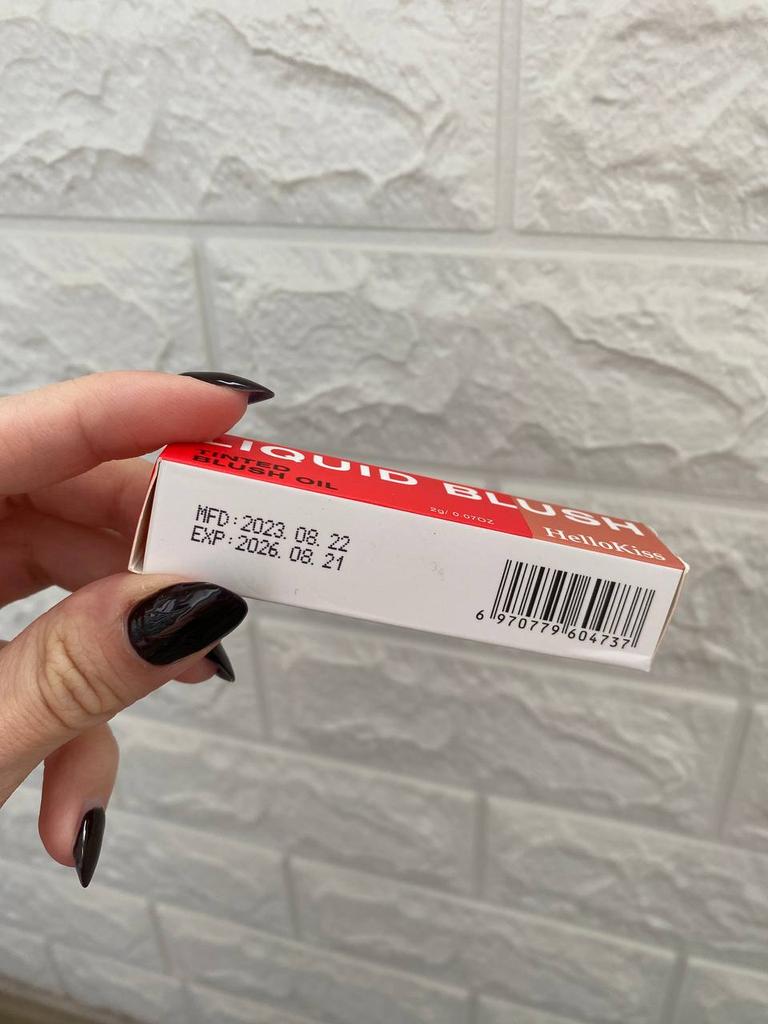 LIQUID BLUSH
TINTED
BLUSH OIL
2g/ 0.07OZ
HelloKiss
MFD:2023. 08. 22
EXP:2026. 08. 21
6 970779 604737